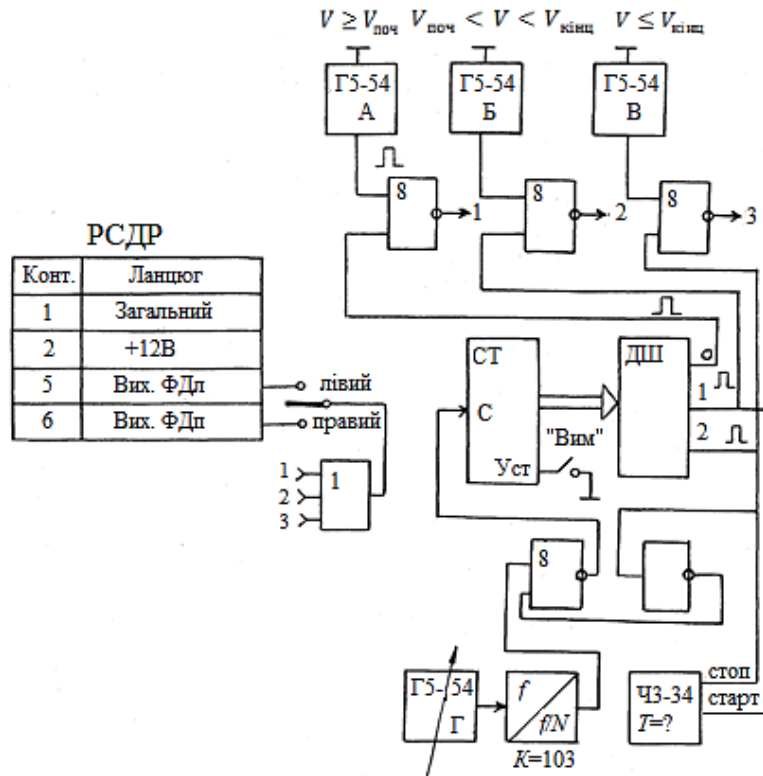 V ≥ Vпоч Vпоч < V < Vкінц V ≤ Vкінц
Г5-54 Г5-54 Г5-54
А Б В
8 8 8
1 2 3
РСДР
Конт. Ланцюг
1 Загальний
2 +12В
5 Вих. ФДл
6 Вих. ФДп
лівий
правий
1
2
3
1
СТ
С
Уст
"Вим"
ДШ
0
1
2
8
Г5-54
Г
f
f/N
K=103
ЧЗ-34
T=?
стоп
старт